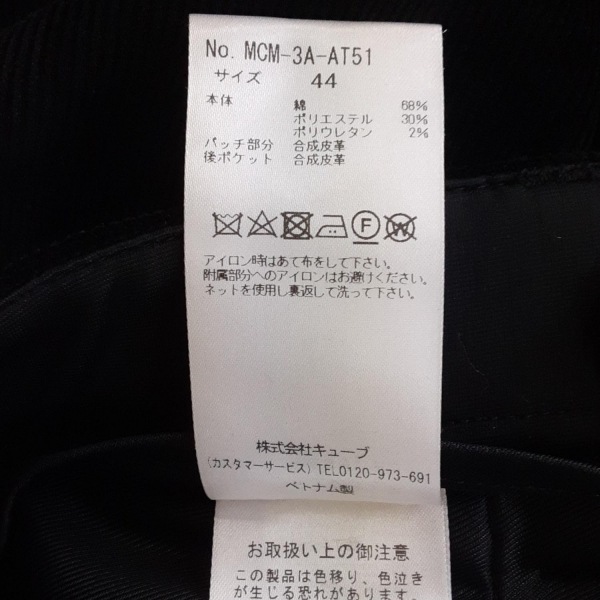 No. MCM-3A-AT51
サイズ 44
本体 綿 68%
ポリエステル 30%
ポリウレタン 2%
パッチ部分 合成皮革
後ポケット 合成皮革
F W
アイロン時はあて布をして下さい。
附属部分へのアイロンはお避けください。
ネットを使用し裏返して洗って下さい。
株式会社キューブ
(カスタマーサービス) TEL0120-973-691
ベトナム製
お取扱い上の御注意
この製品は色移り、色泣き
が生じる恐れがあります。